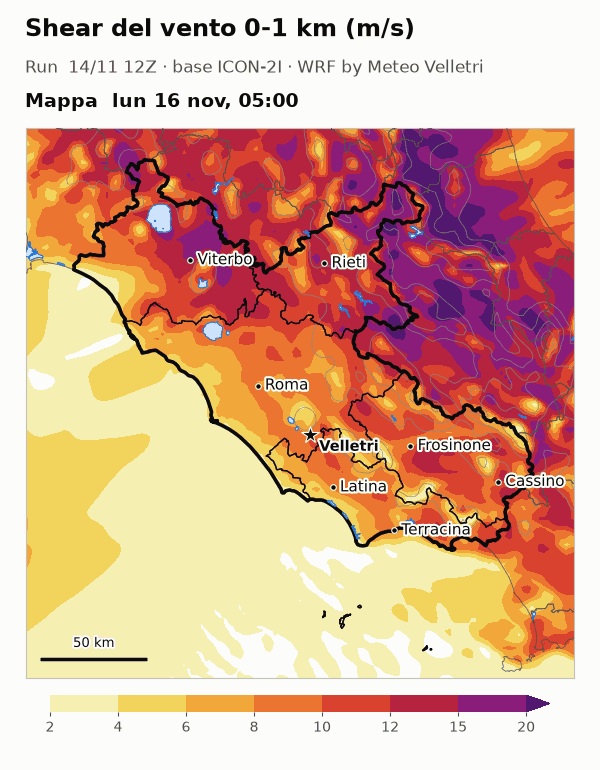 Shear del vento 0-1 km (m/s)
Run 14/11 12Z · base ICON-2I · WRF by Meteo Velletri
Mappa lun 16 nov, 05:00
Viterbo
Rieti
Roma
Velletri
Frosinone
Latina
Cassino
Terracina
50 km
2 4 6 8 10 12 15 20